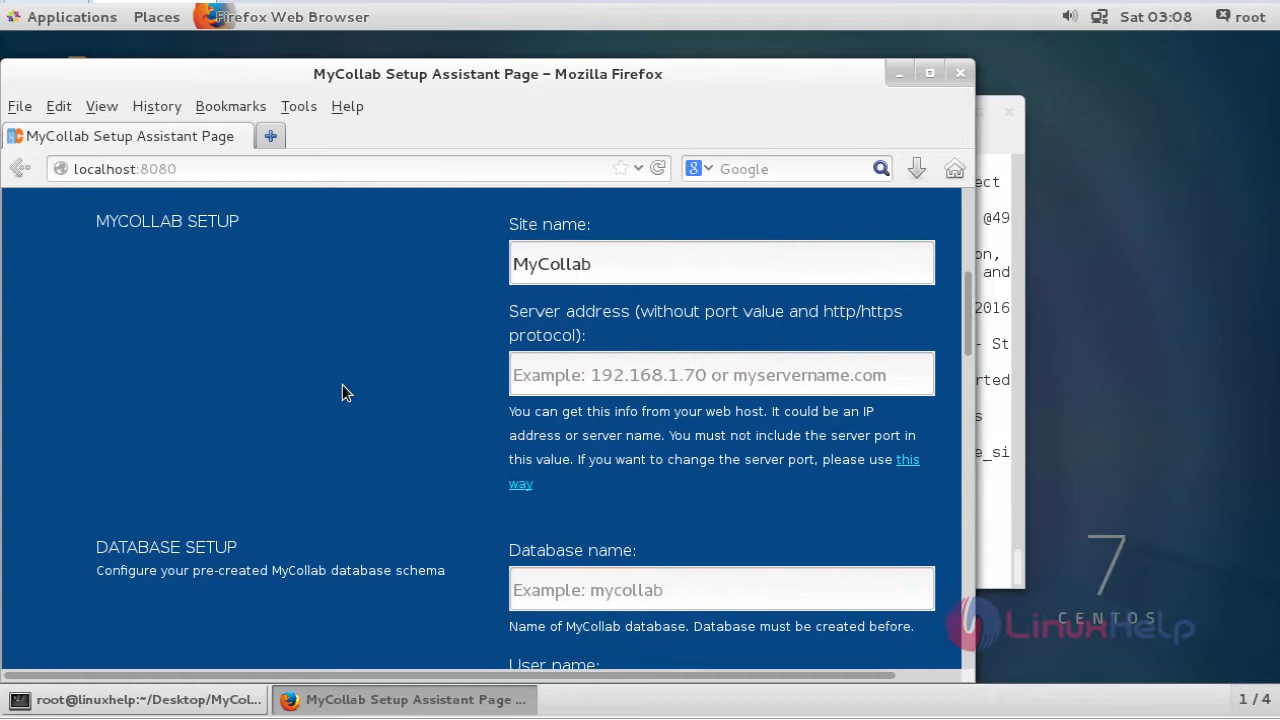 Applications Places Firefox Web Browser Sat 03:08 root
MyCollab Setup Assistant Page - Mozilla Firefox
File Edit View History Bookmarks Tools Help
MyCollab Setup Assistant Page
localhost:8080 Google
MYCOLLAB SETUP
Site name:
MyCollab
Server address (without port value and http/https
protocol):
Example: 192.168.1.70 or myservername.com
You can get this info from your web host. It could be an IP
address or server name. You must not include the server port in
this value. If you want to change the server port, please use this
way
DATABASE SETUP
Configure your pre-created MyCollab database schema
Database name:
Example: mycollab
Name of MyCollab database. Database must be created before.
User name:
ect
@49
on,
and
2016
- St
rted
s
e_si
7
CENTOS
LinuxHelp
root@linuxhelp:~/Desktop/MyCol... MyCollab Setup Assistant Page ... 1 / 4